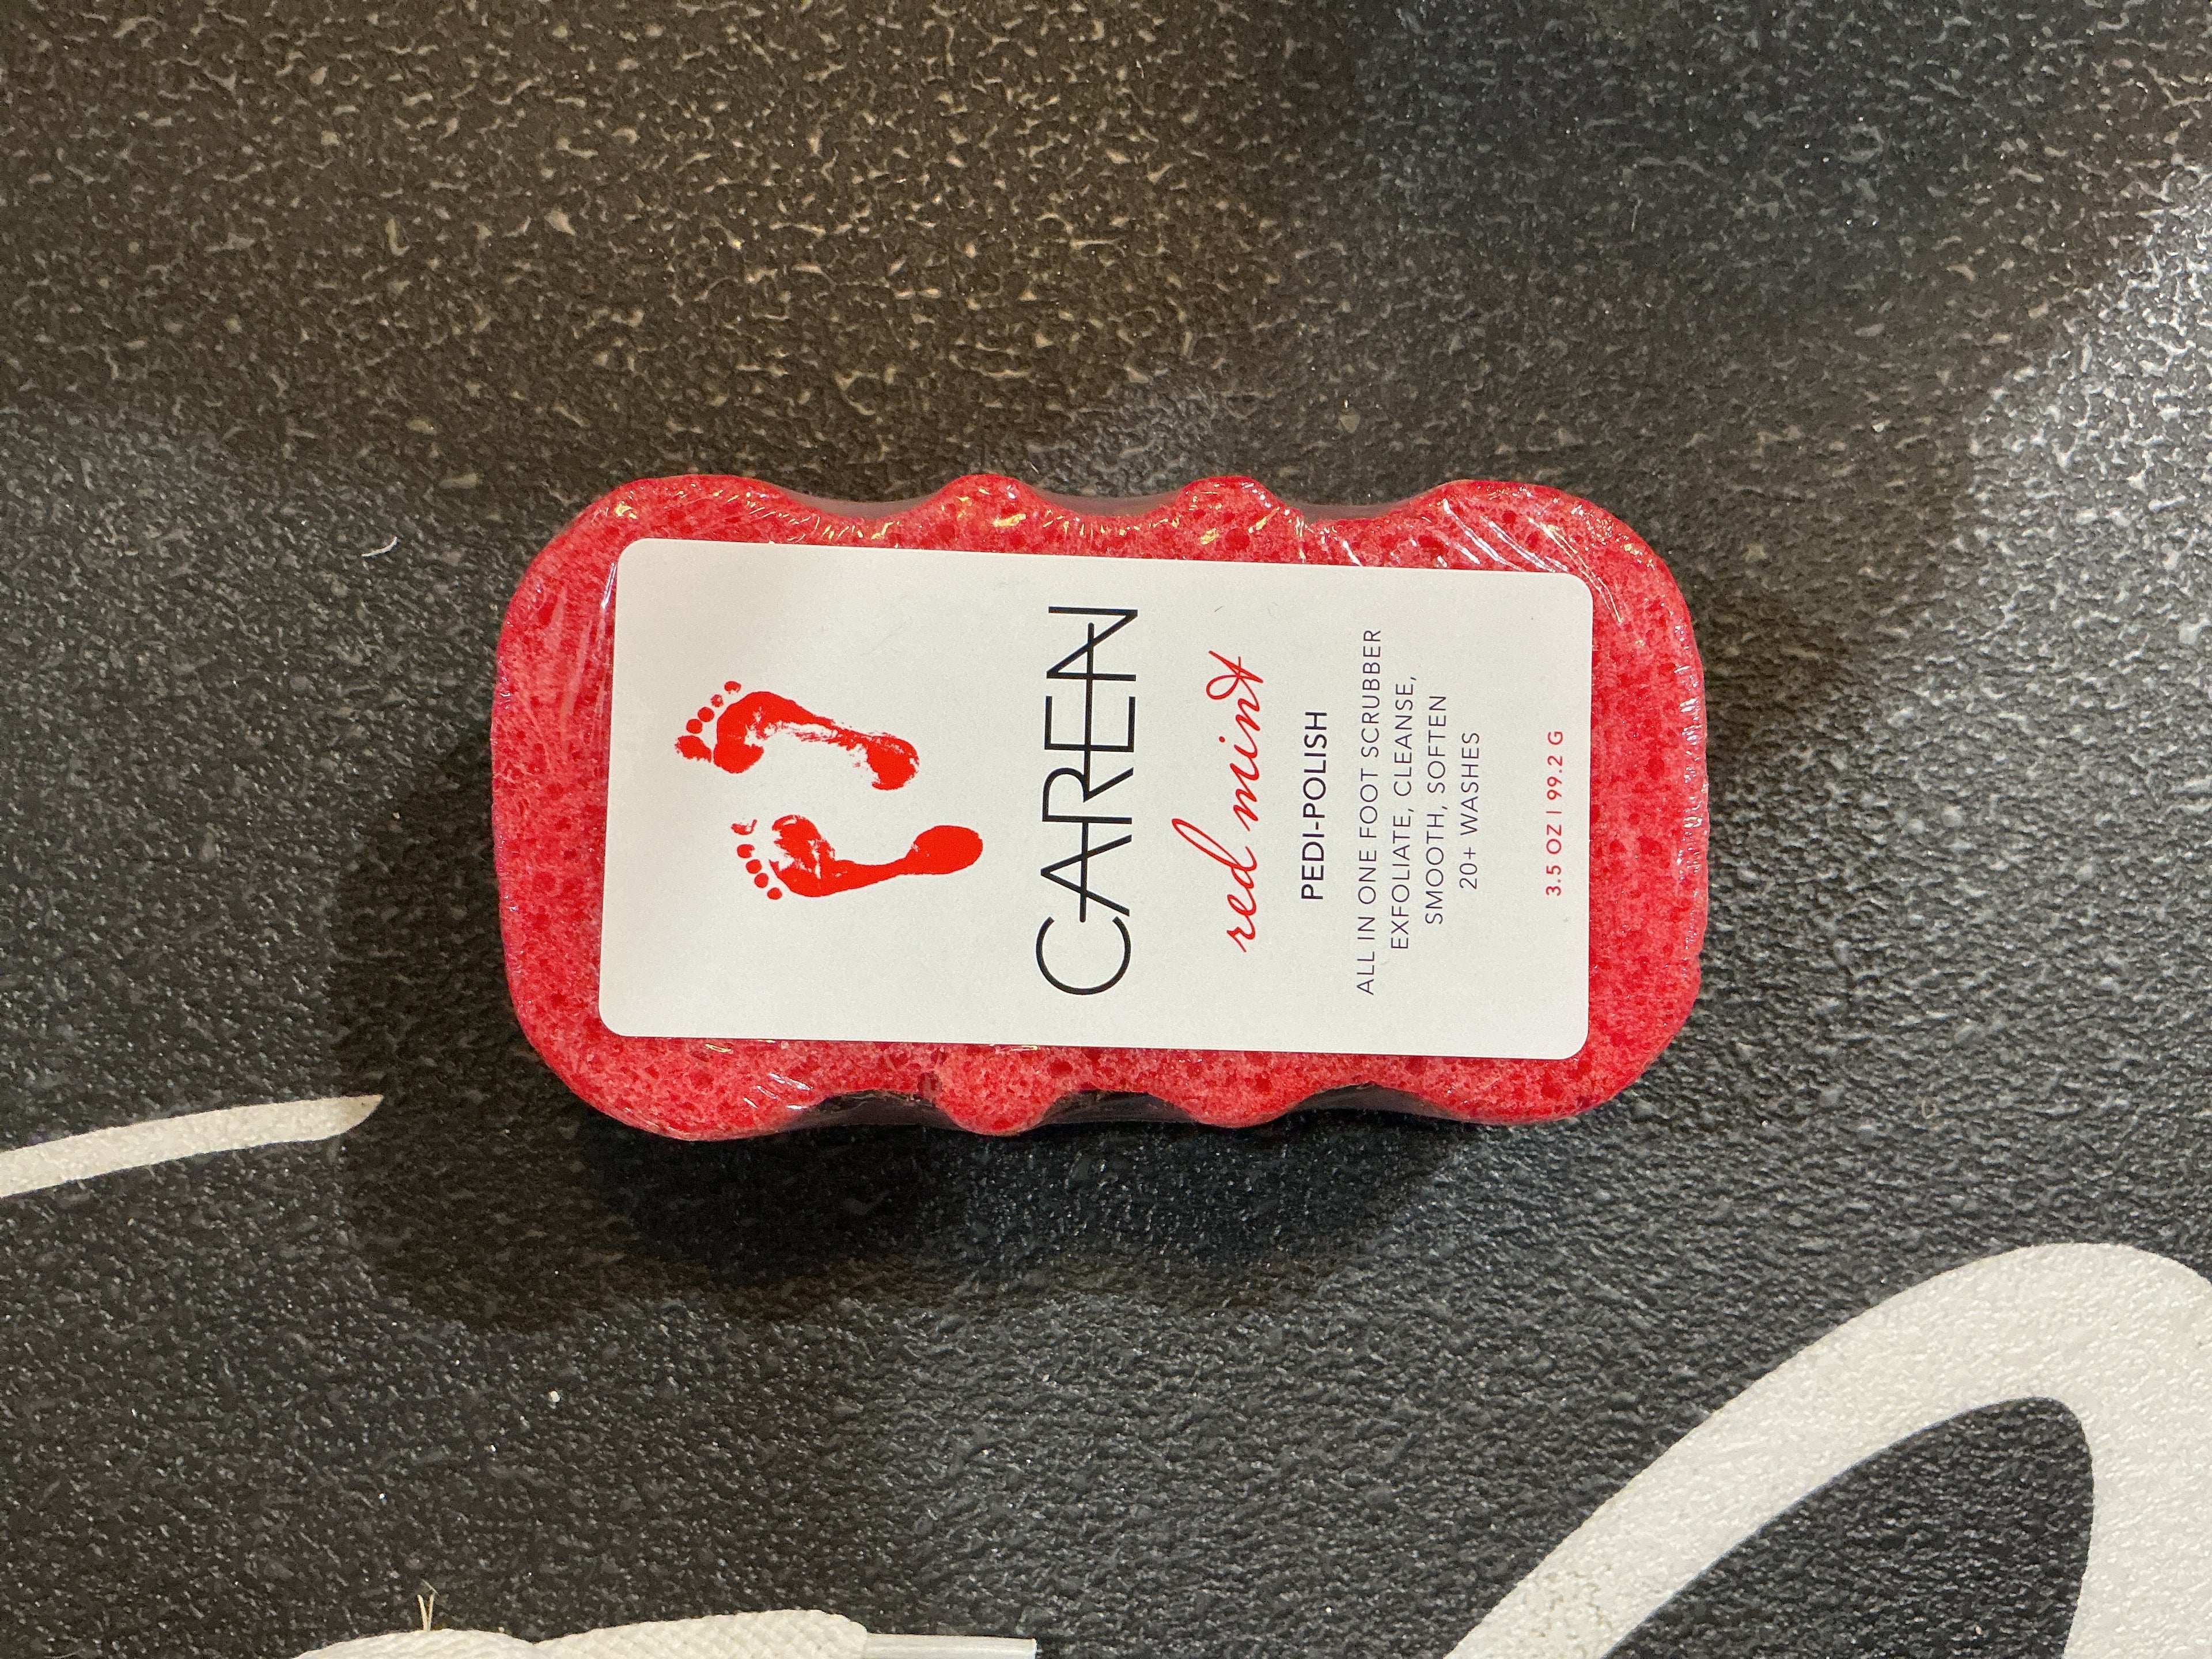 CAREN
red mint
PEDI-POLISH
ALL IN ONE FOOT SCRUBBER
EXFOLIATE, CLEANSE,
SMOOTH, SOFTEN
20+ WASHES
3.5 OZ | 99.2 G